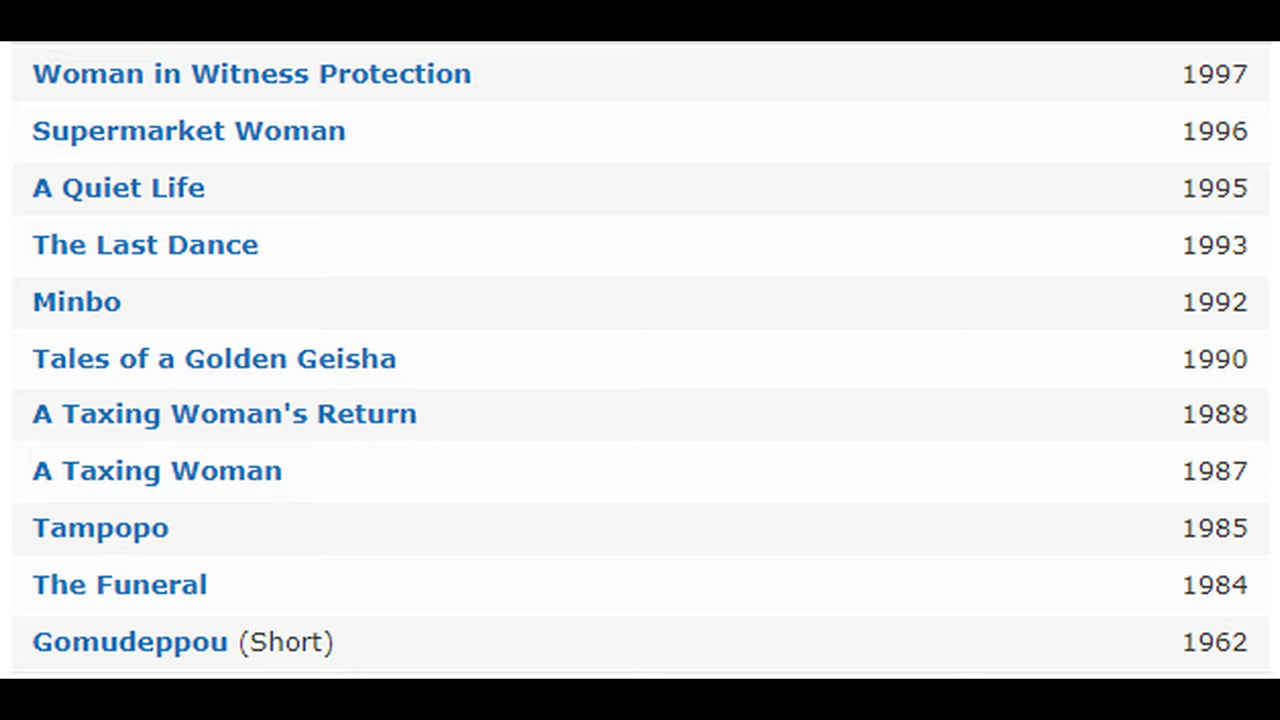 Woman in Witness Protection 1997
Supermarket Woman 1996
A Quiet Life 1995
The Last Dance 1993
Minbo 1992
Tales of a Golden Geisha 1990
A Taxing Woman's Return 1988
A Taxing Woman 1987
Tampopo 1985
The Funeral 1984
Gomudeppou (Short) 1962